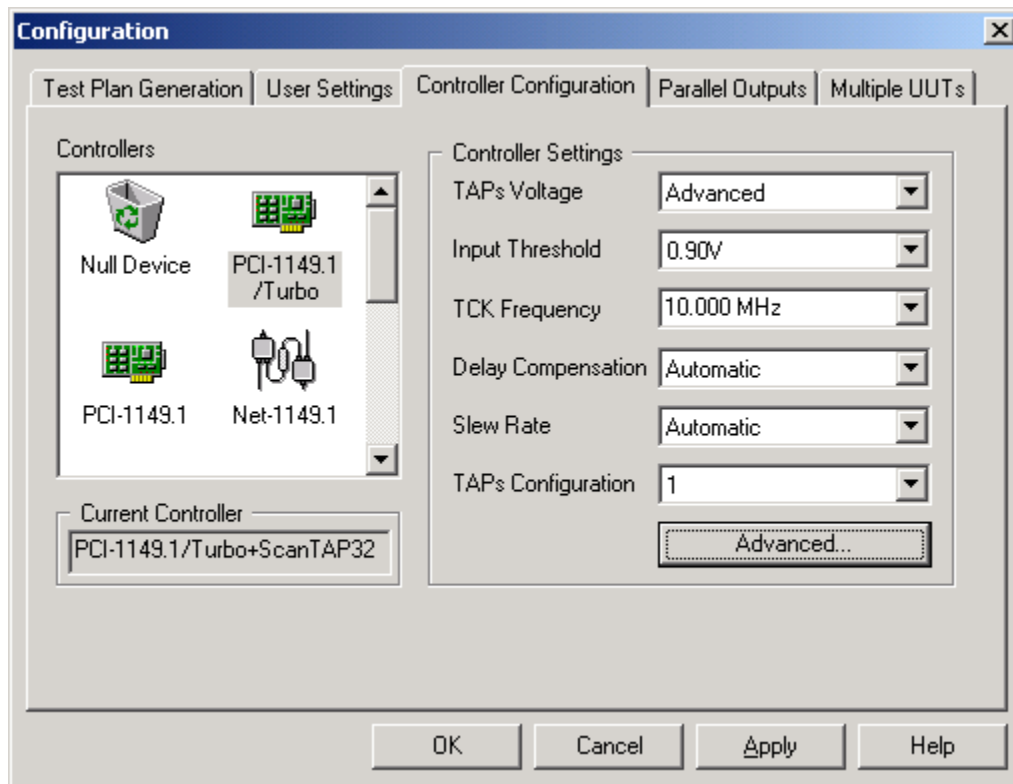 Configuration
Test Plan Generation
User Settings
Controller Configuration
Parallel Outputs
Multiple UUTs
Controllers
Null Device
PCI-1149.1
/Turbo
PCI-1149.1
Net-1149.1
Current Controller
PCI-1149.1/Turbo+ScanTAP32
Controller Settings
TAPs Voltage
Advanced
Input Threshold
0.90V
TCK Frequency
10.000 MHz
Delay Compensation
Automatic
Slew Rate
Automatic
TAPs Configuration
1
Advanced...
OK
Cancel
Apply
Help